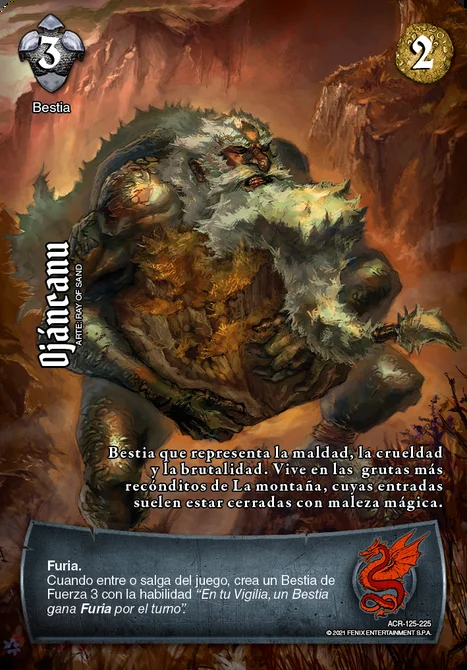 3
2
Bestia
Ojáncanu
ARTE: RAY OF SAND
Bestia que representa la maldad, la crueldad
y la brutalidad. Vive en las grutas más
recónditos de La montaña, cuyas entradas
suelen estar cerradas con maleza mágica.
Furia.
Cuando entre o salga del juego, crea un Bestia de
Fuerza 3 con la habilidad “En tu Vigilia, un Bestia
gana Furia por el turno”.
ACR-125-225
© 2021 FENIX ENTERTAINMENT S.P.A.